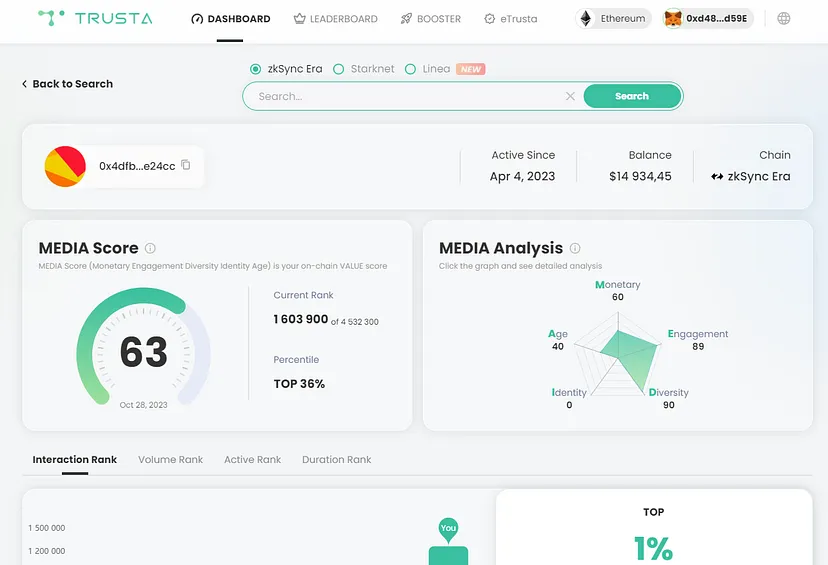 TRUSTA
DASHBOARD LEADERBOARD BOOSTER eTrusta Ethereum 0xd48...d59E
Back to Search
zkSync Era Starknet Linea NEW
Search... Search
0x4dfb...e24cc
Active Since Balance Chain
Apr 4, 2023 $14 934,45 zkSync Era
MEDIA Score
MEDIA Score (Monetary Engagement Diversity Identity Age) is your on-chain VALUE score
63
Oct 28, 2023
Current Rank
1 603 900 of 4 532 300
Percentile
TOP 36%
MEDIA Analysis
Click the graph and see detailed analysis
Monetary
60
Age
40
Engagement
89
Identity
0
Diversity
90
Interaction Rank Volume Rank Active Rank Duration Rank
1 500 000
1 200 000
You
TOP
1%